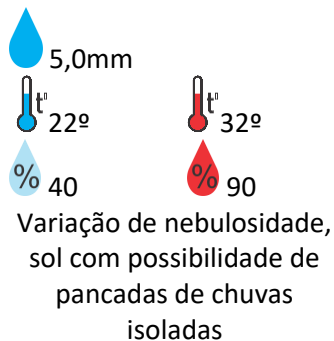 5,0mm
t° 22º t° 32º
% 40 % 90
Variação de nebulosidade,
sol com possibilidade de
pancadas de chuvas
isoladas